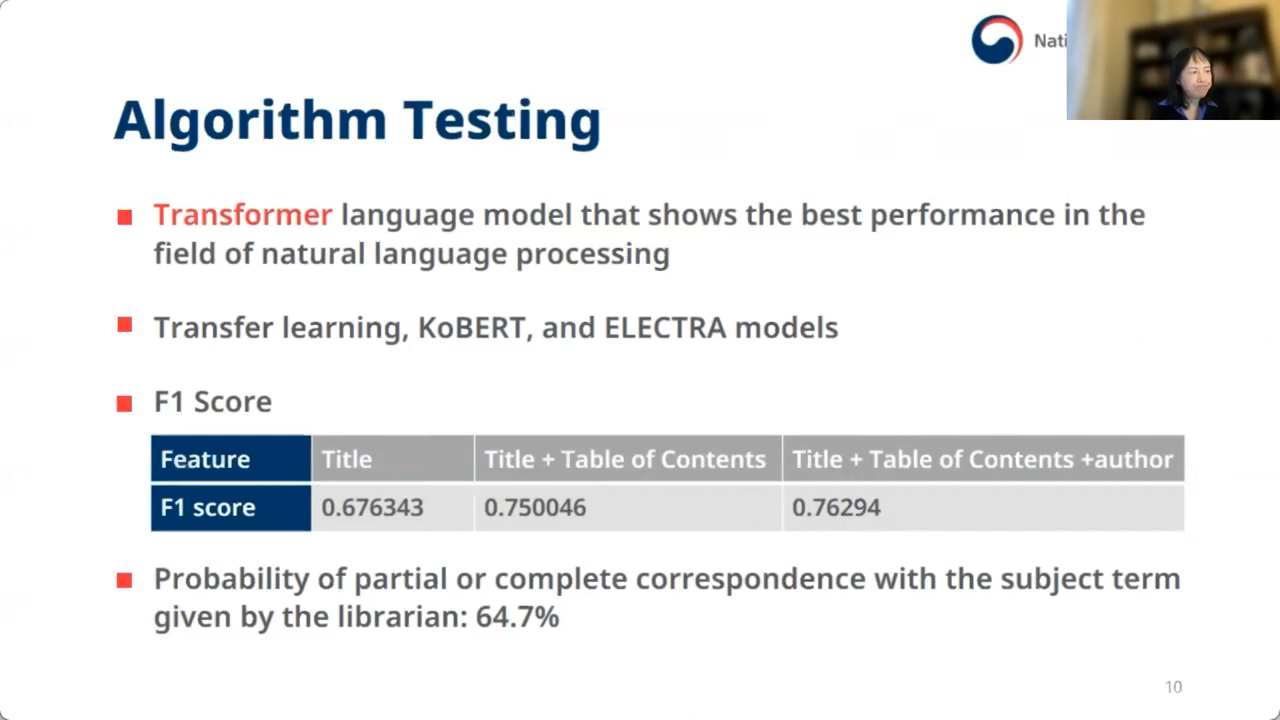 Algorithm Testing
Transformer language model that shows the best performance in the
field of natural language processing
Transfer learning, KoBERT, and ELECTRA models
F1 Score
Feature Title Title + Table of Contents Title + Table of Contents +author
F1 score 0.676343 0.750046 0.76294
Probability of partial or complete correspondence with the subject term
given by the librarian: 64.7%
10